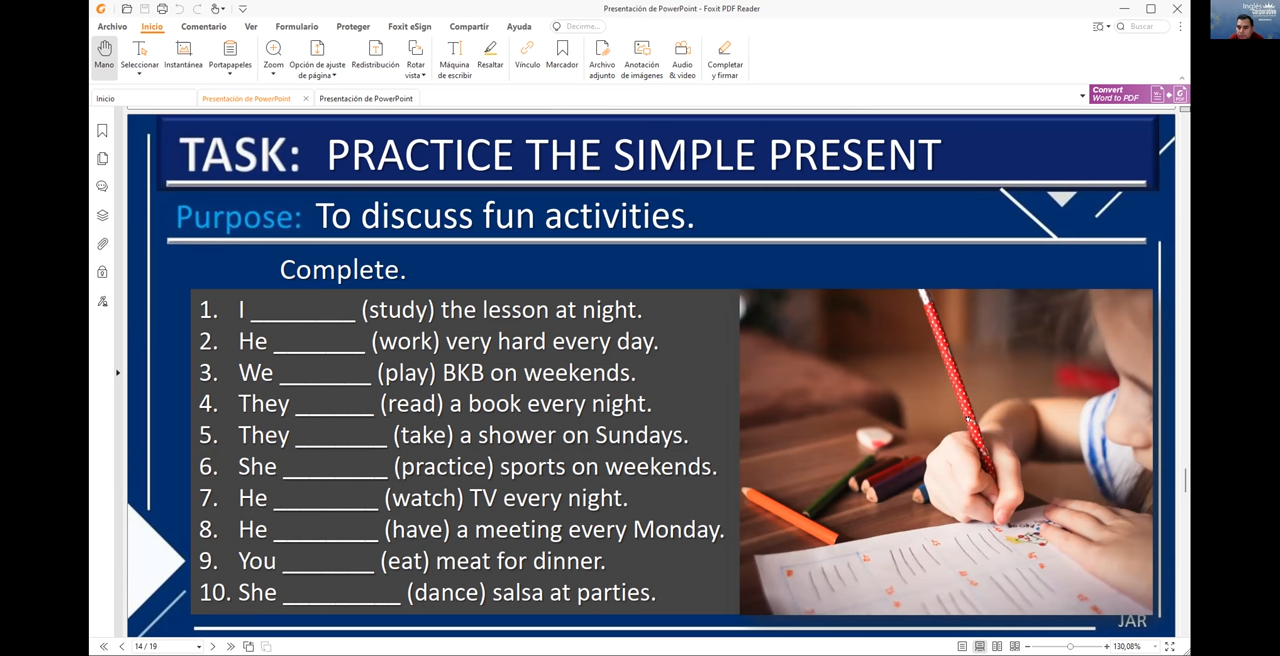 Presentación de PowerPoint - Foxit PDF Reader
Archivo Inicio Comentario Ver Formulario Proteger Foxit eSign Compartir Ayuda Decirme... Buscar
Mano Seleccionar Instantánea Portapapeles Zoom Opción de ajuste de página Redistribución Rotar vista Máquina de escribir Resaltar Vínculo Marcador Archivo adjunto Anotación de imágenes Audio & video Completar y firmar
Inicio Presentación de PowerPoint Presentación de PowerPoint
Convert
Word to PDF
TASK: PRACTICE THE SIMPLE PRESENT
Purpose: To discuss fun activities.
Complete.
1. I _________ (study) the lesson at night.
2. He ________ (work) very hard every day.
3. We ________ (play) BKB on weekends.
4. They _______ (read) a book every night.
5. They ________ (take) a shower on Sundays.
6. She _________ (practice) sports on weekends.
7. He _________ (watch) TV every night.
8. He _________ (have) a meeting every Monday.
9. You ________ (eat) meat for dinner.
10. She __________ (dance) salsa at parties.
JAR
14 / 19
130,08%
Inglés
Corporativo